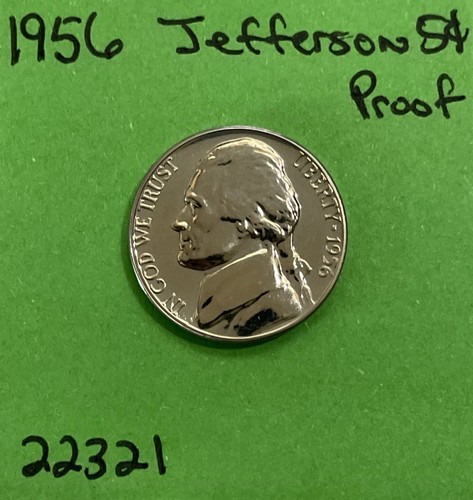 1956 Jefferson 5¢
Proof
IN GOD WE TRUST
LIBERTY · 1956
22321